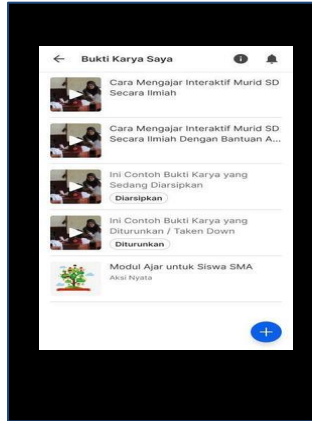 Bukti Karya Saya
Cara Mengajar Interaktif Murid SD
Secara Ilmiah
Cara Mengajar Interaktif Murid SD
Secara Ilmiah Dengan Bantuan A...
Ini Contoh Bukti Karya yang
Sedang Diarsipkan
Diarsipkan
Ini Contoh Bukti Karya yang
Diturunkan / Taken Down
Diturunkan
Modul Ajar untuk Siswa SMA
Aksi Nyata